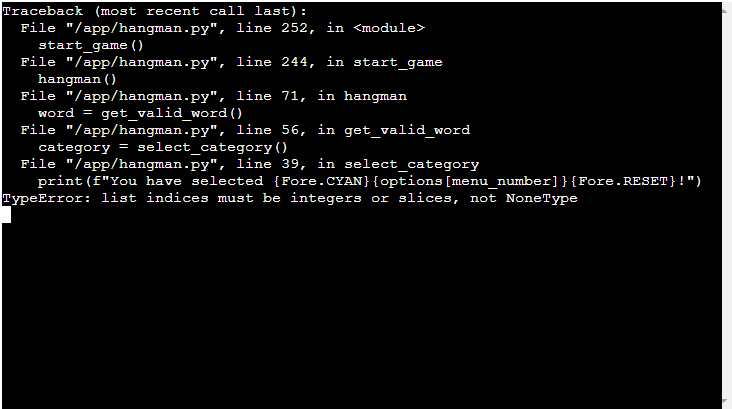 Traceback (most recent call last):
  File "/app/hangman.py", line 252, in <module>
    start_game()
  File "/app/hangman.py", line 244, in start_game
    hangman()
  File "/app/hangman.py", line 71, in hangman
    word = get_valid_word()
  File "/app/hangman.py", line 56, in get_valid_word
    category = select_category()
  File "/app/hangman.py", line 39, in select_category
    print(f"You have selected {Fore.CYAN}{options[menu_number]}{Fore.RESET}!")
TypeError: list indices must be integers or slices, not NoneType